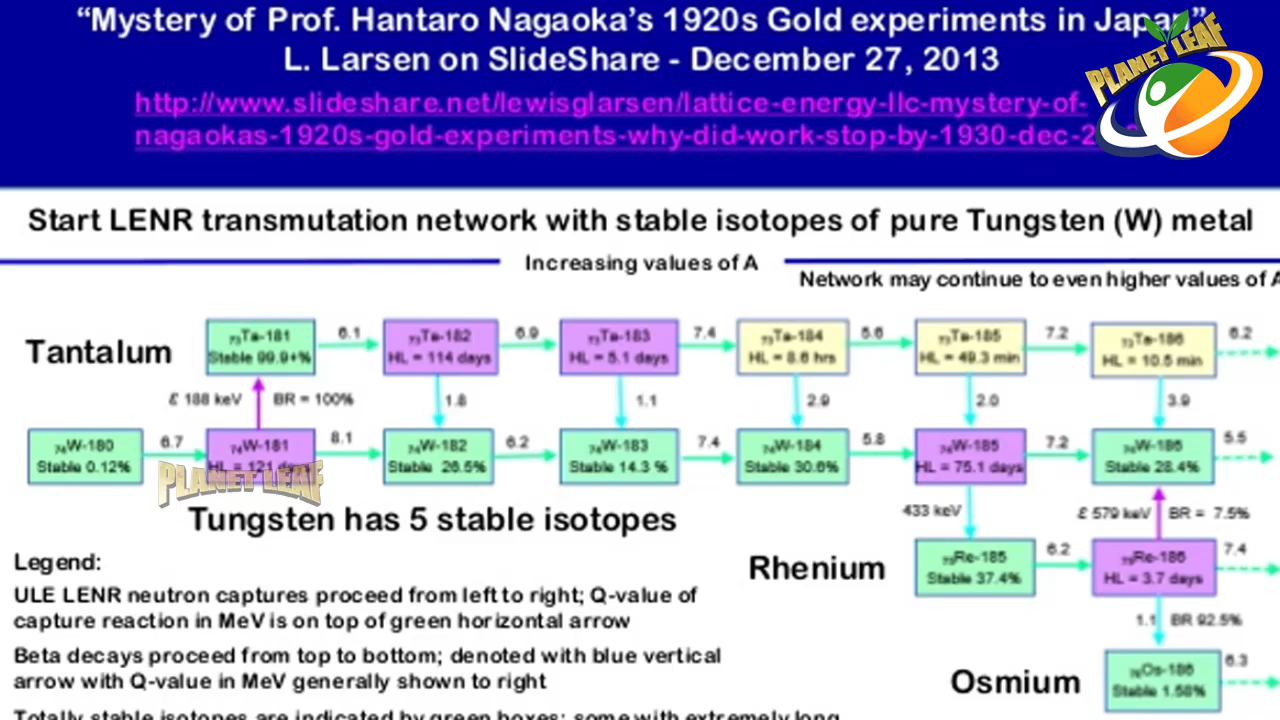 “Mystery of Prof. Hantaro Nagaoka’s 1920s Gold experiments in Japan”
PLANET LEAF
L. Larsen on SlideShare - December 27, 2013
http://www.slideshare.net/lewisglarsen/lattice-energy-llc-mystery-of-
nagaokas-1920s-gold-experiments-why-did-work-stop-by-1930-dec-2
Start LENR transmutation network with stable isotopes of pure Tungsten (W) metal
Increasing values of A
Network may continue to even higher values of A
Tantalum
73Ta-181 6.1 73Ta-182 6.9 73Ta-183 7.4 73Ta-184 5.6 73Ta-185 7.2 73Ta-186 6.2
Stable 99.9+% HL = 114 days HL = 5.1 days HL = 8.6 hrs HL = 49.3 min HL = 10.5 min
ε 188 keV BR = 100% 1.8 1.1 2.9 2.0 3.9
74W-180 6.7 74W-181 8.1 74W-182 6.2 74W-183 7.4 74W-184 5.8 74W-185 7.2 74W-186 5.5
Stable 0.12% HL = 121 Stable 26.5% Stable 14.3 % Stable 30.6% HL = 75.1 days Stable 28.4%
PLANET LEAF
Tungsten has 5 stable isotopes
433 keV ε 579 keV BR = 7.5%
Rhenium
75Re-185 6.2 75Re-186 7.4
Stable 37.4% HL = 3.7 days
1.1 BR 92.5%
Osmium
76Os-186 6.3
Stable 1.58%
Legend:
ULE LENR neutron captures proceed from left to right; Q-value of
capture reaction in MeV is on top of green horizontal arrow
Beta decays proceed from top to bottom; denoted with blue vertical
arrow with Q-value in MeV generally shown to right
Totally stable isotopes are indicated by green boxes; some with extremely long